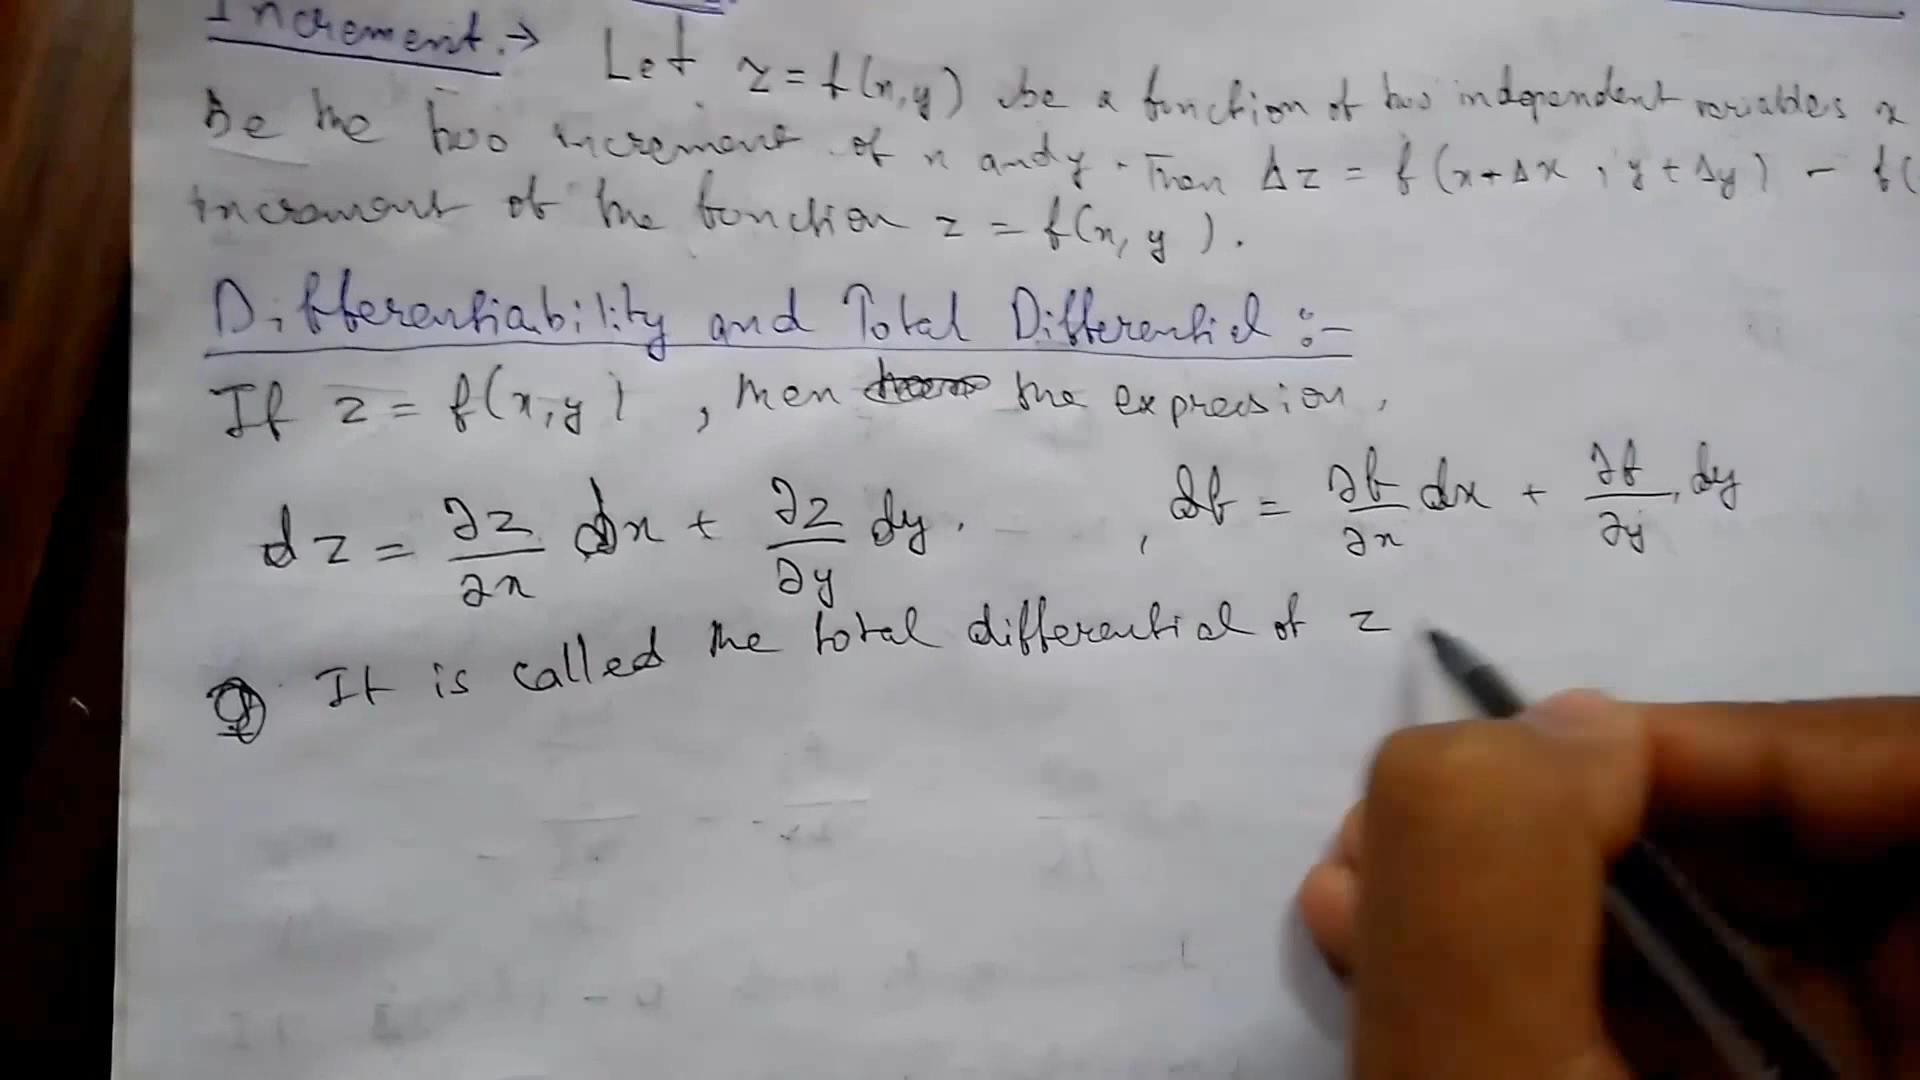 Increment. → Let z = f(x,y) be a function of two independent variables x
be the two increment of x and y. Then Δz = f(x+Δx, y+Δy) - f(
increment of the function z = f(x, y).
Differentiability and Total Differential :-
If z = f(x,y), then the expression,
dz = ∂z/∂x dx + ∂z/∂y dy. , df = ∂f/∂x dx + ∂f/∂y . dy
It is called the total differential of z